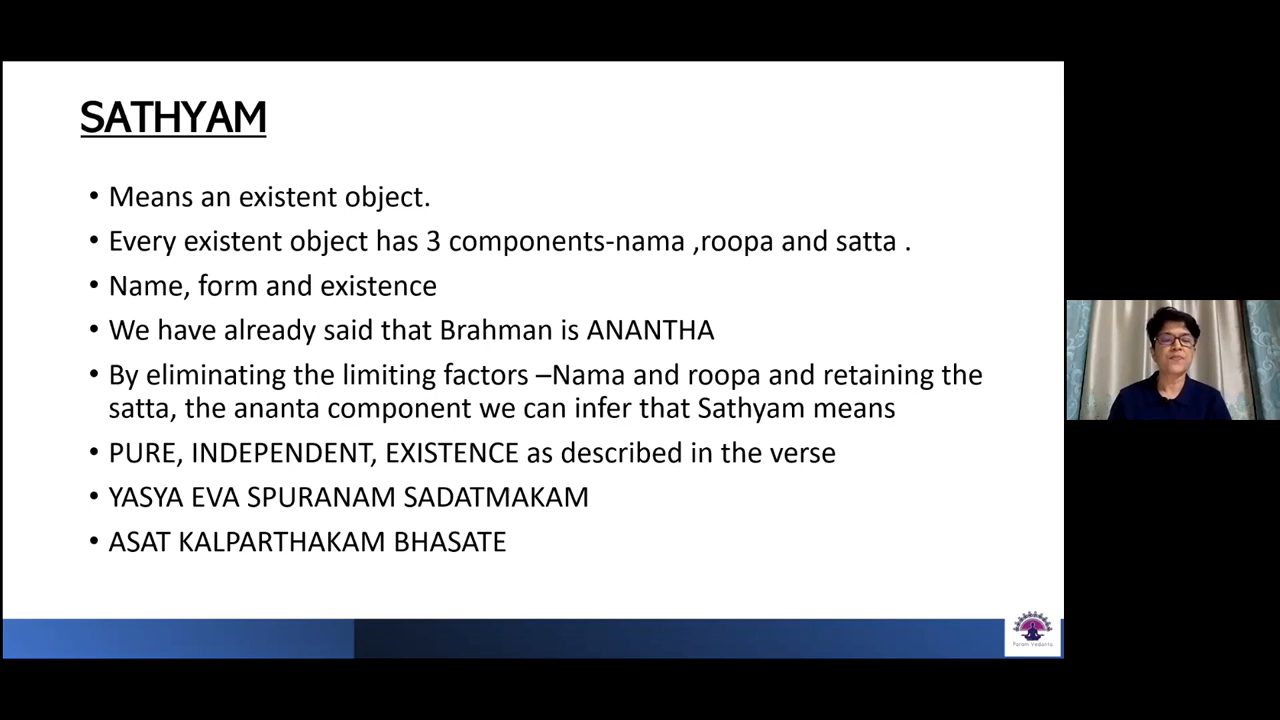 SATHYAM
• Means an existent object.
• Every existent object has 3 components-nama ,roopa and satta .
• Name, form and existence
• We have already said that Brahman is ANANTHA
• By eliminating the limiting factors –Nama and roopa and retaining the
satta, the ananta component we can infer that Sathyam means
• PURE, INDEPENDENT, EXISTENCE as described in the verse
• YASYA EVA SPURANAM SADATMAKAM
• ASAT KALPARTHAKAM BHASATE
Param Vedanta